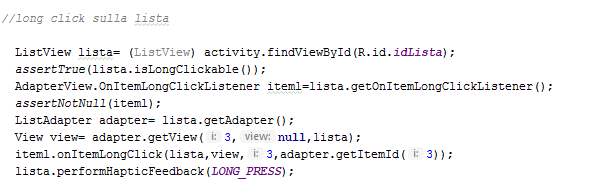 //long click sulla lista
ListView lista= (ListView) activity.findViewById(R.id.idLista);
assertTrue(lista.isLongClickable());
AdapterView.OnItemLongClickListener iteml=lista.getOnItemLongClickListener();
assertNotNull(iteml);
ListAdapter adapter= lista.getAdapter();
View view= adapter.getView( i: 3, view: null,lista);
iteml.onItemLongClick(lista,view, i: 3,adapter.getItemId( i: 3));
lista.performHapticFeedback(LONG_PRESS);